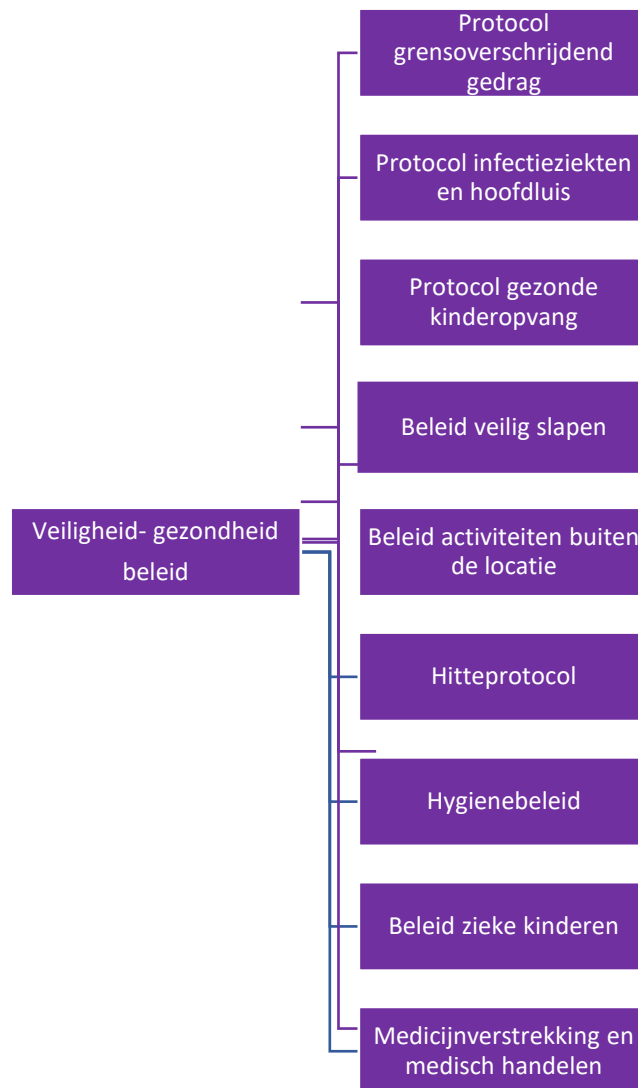 Protocol
grensoverschrijdend
gedrag
Protocol infectieziekten
en hoofdluis
Protocol gezonde
kinderopvang
Beleid veilig slapen
Veiligheid- gezondheid
beleid
Beleid activiteiten buiten
de locatie
Hitteprotocol
Hygienebeleid
Beleid zieke kinderen
Medicijnverstrekking en
medisch handelen